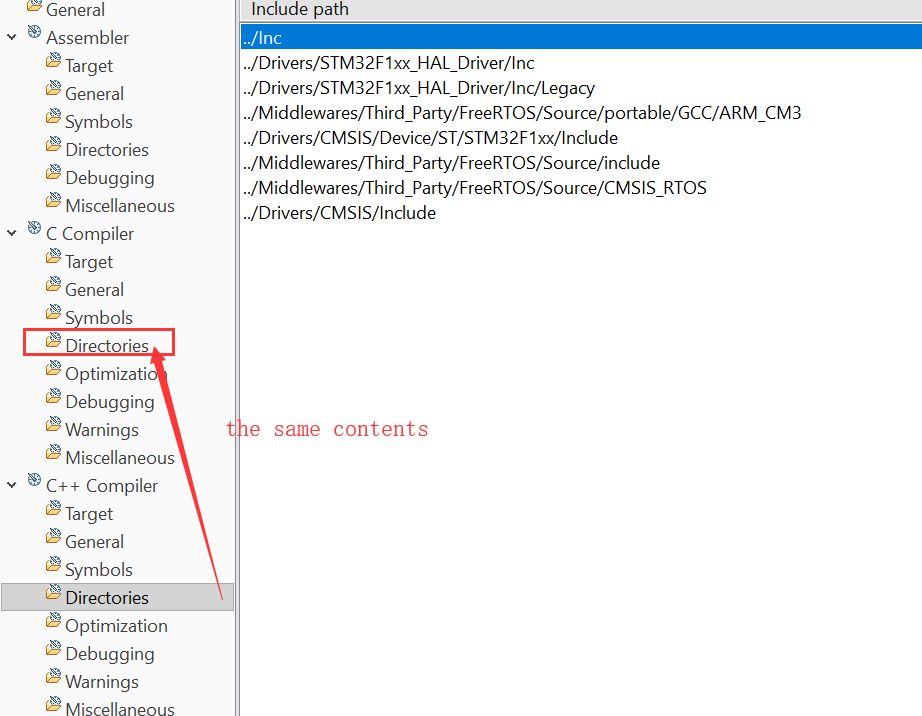 General
Assembler
Target
General
Symbols
Directories
Debugging
Miscellaneous
C Compiler
Target
General
Symbols
Directories
Optimization
Debugging
Warnings
Miscellaneous
C++ Compiler
Target
General
Symbols
Directories
Optimization
Debugging
Warnings
Miscellaneous
Include path
../Inc
../Drivers/STM32F1xx_HAL_Driver/Inc
../Drivers/STM32F1xx_HAL_Driver/Inc/Legacy
../Middlewares/Third_Party/FreeRTOS/Source/portable/GCC/ARM_CM3
../Drivers/CMSIS/Device/ST/STM32F1xx/Include
../Middlewares/Third_Party/FreeRTOS/Source/include
../Middlewares/Third_Party/FreeRTOS/Source/CMSIS_RTOS
../Drivers/CMSIS/Include
the same contents